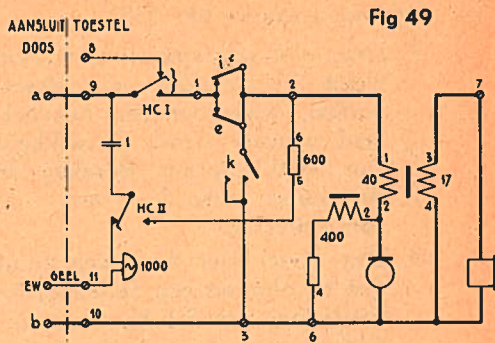 Fig 49
AANSLUIT TOESTEL
DOOS
8
a 9 HC I 1 i c 2 7
e
1 k 6 600 5 1 40 2 3 17 4
HC II 400 2
1000 4
EW GEEL 11
b 10 3 6